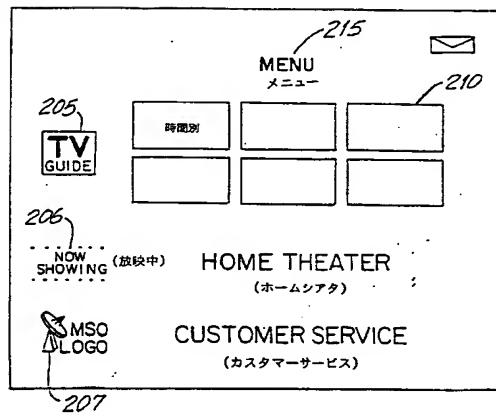 215
MENU
メニュー
210
205
TV
GUIDE
時間別
206
NOW
SHOWING
(放映中)
HOME THEATER
(ホームシアタ)
MSO
LOGO
CUSTOMER SERVICE
(カスタマーサービス)
207